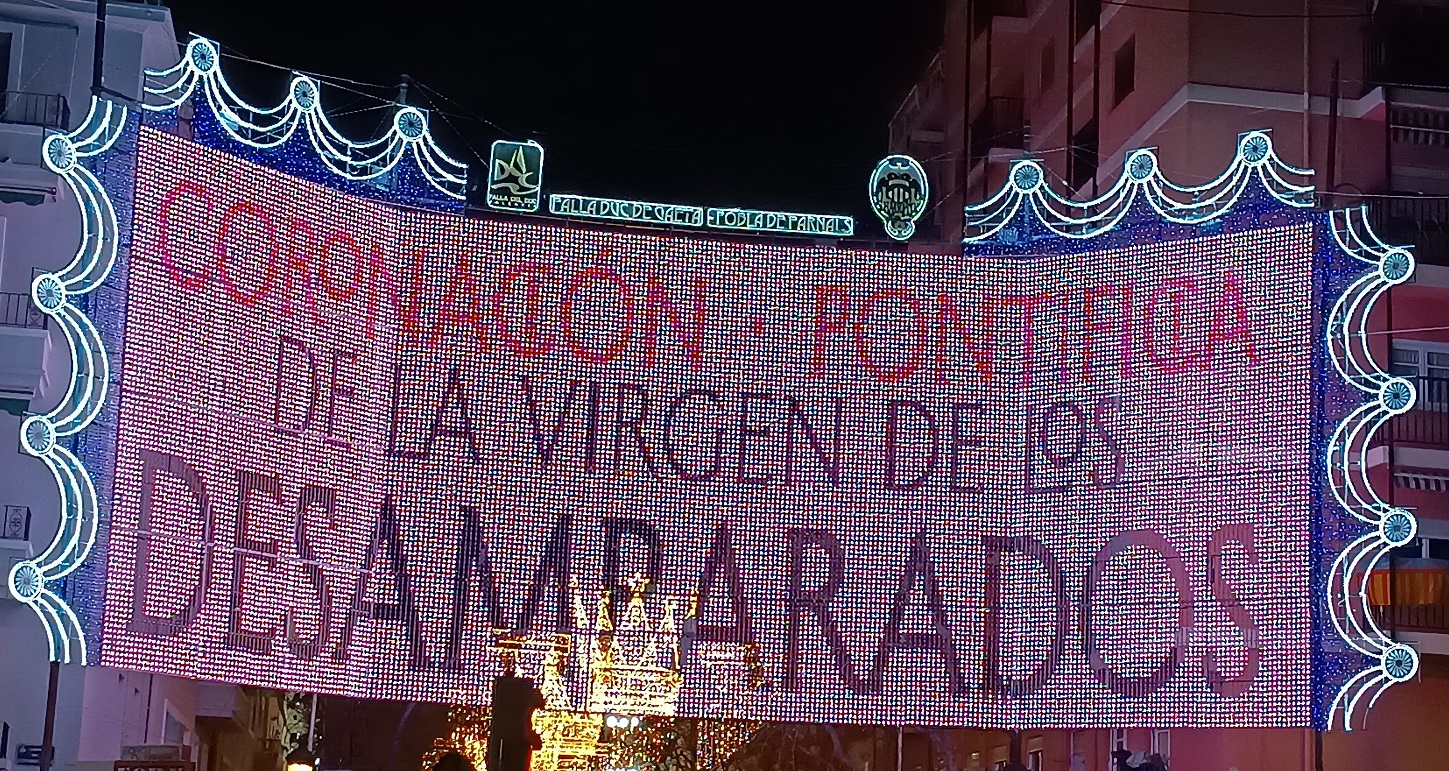 FALLA DUC DE GAETA E POBLA DE FARNALS
CORONACIÓN PONTIFICIA
DE LA VIRGEN DE LOS
DESAMPARADOS